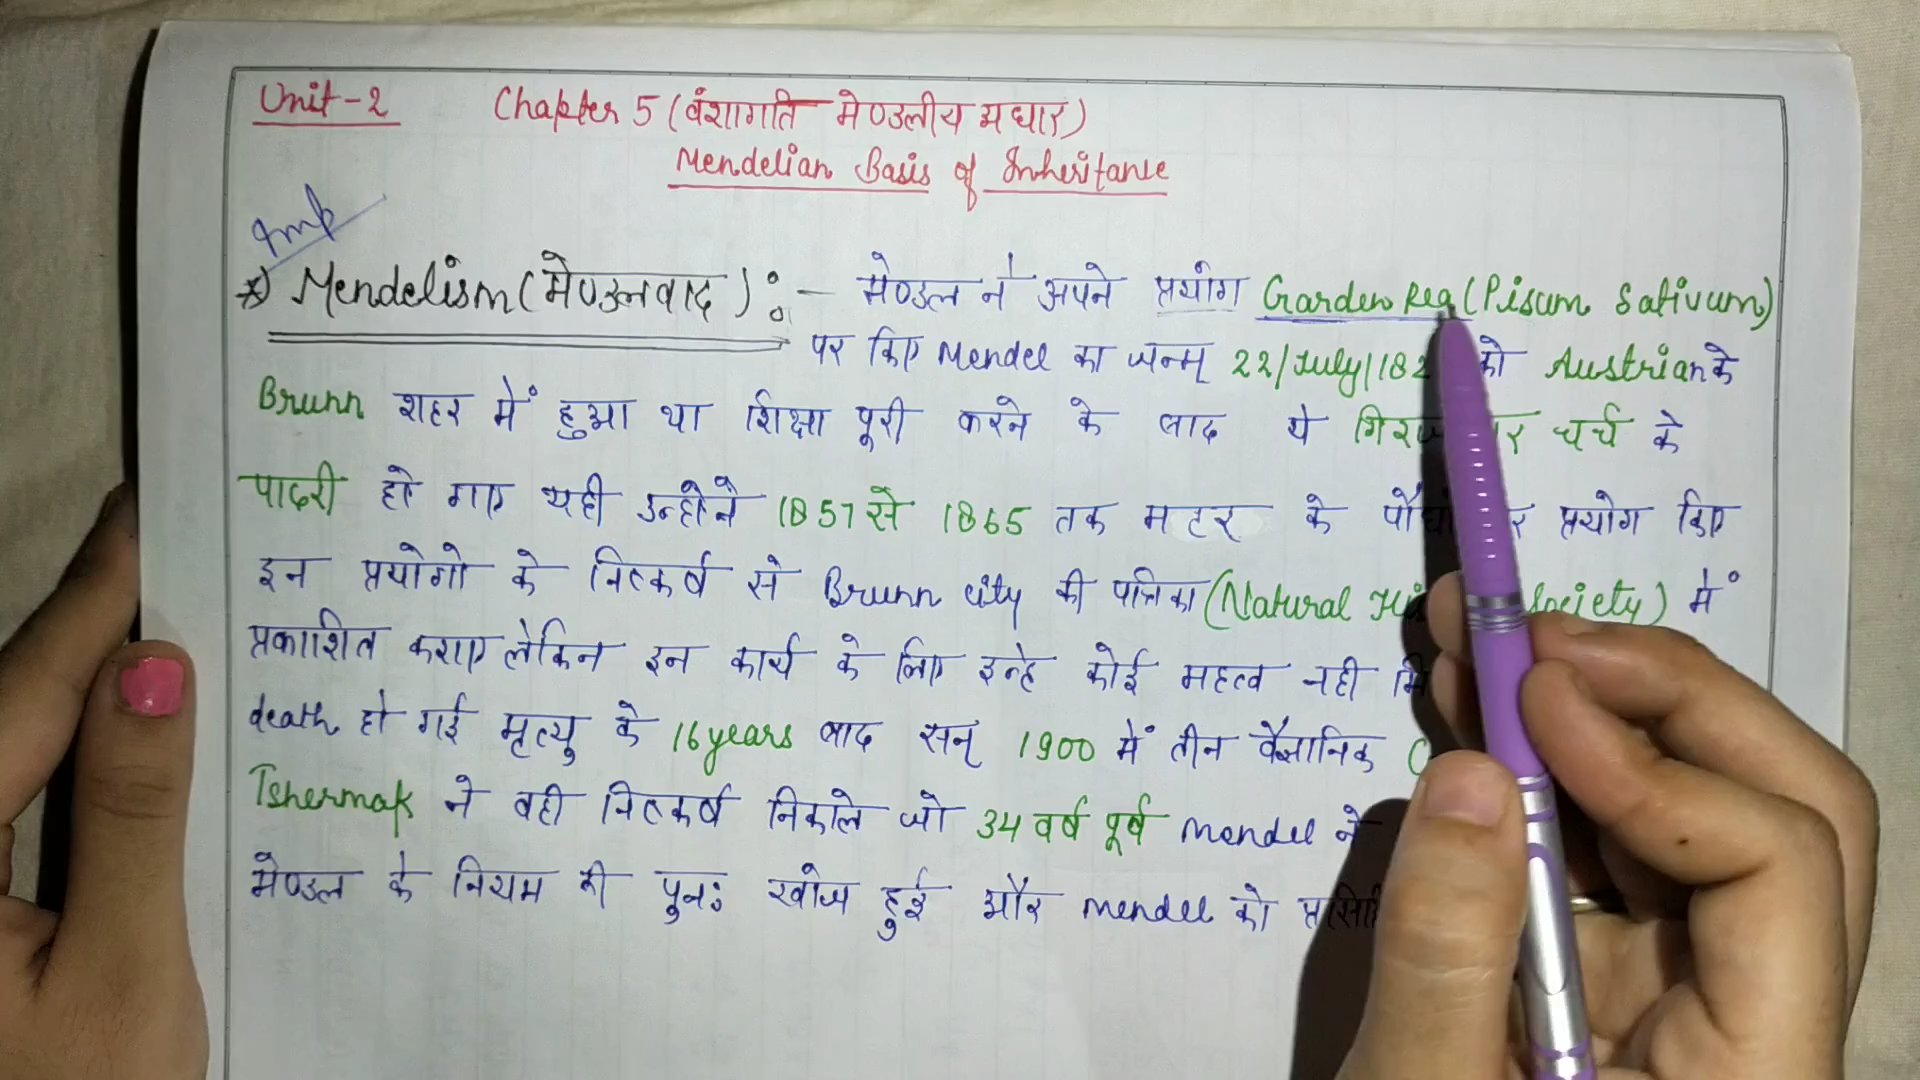 Unit-2 Chapter 5 (वंशागति मेण्डलीय मधार)
Mendelian Basis of Inheritance
Imp
* Mendelism (मेण्डलवाद) :- मेण्डल ने अपने प्रयोग Garden Pea (Pisum Sativum)
पर किए Mendel का जन्म 22/July/182 को Austrian के
Brunn शहर में हुआ था शिक्षा पूरी करने के बाद ये चर्च के
पादरी हो गए यही उन्होने 1857 से 1865 तक मटर के प्रयोग किए
इन प्रयोगो के निष्कर्ष से Brunn city की पत्रिका (Natural Society) में
प्रकाशित कराए लेकिन इन कार्य के लिए इन्हे कोई महत्व नही
death हो गई मृत्यु के 16 years बाद सन् 1900 में तीन वैज्ञानिक
Tshermak ने वही निष्कर्ष निकाले जो 34 वर्ष पूर्व Mendel ने
मेण्डल के नियम की पुनः खोज हुई और Mendel को